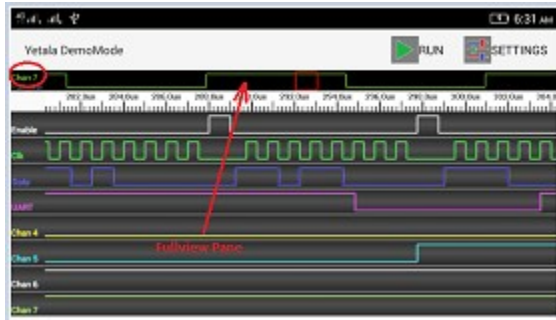 6:31 AM
Yetala DemoMode
RUN
SETTINGS
Chan 7
Enable
Clk
Data
UART
Chan 4
Fullview Pane
Chan 5
Chan 6
Chan 7